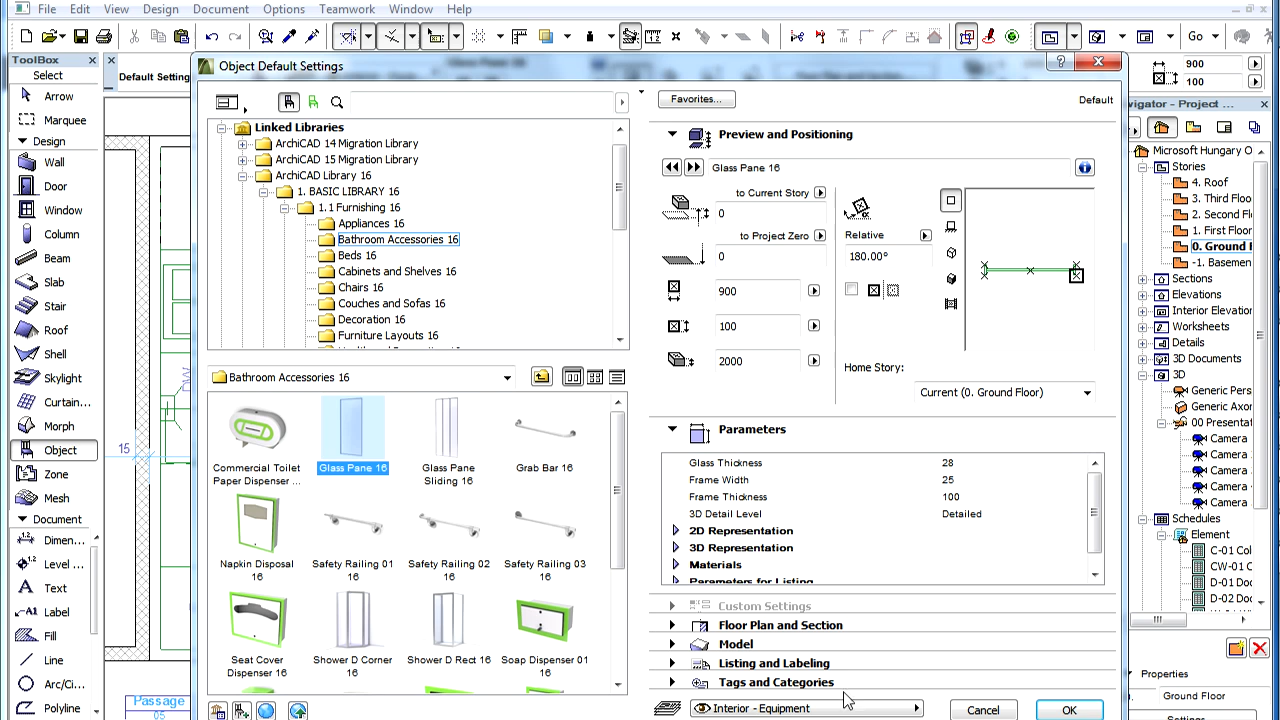 File Edit View Design Document Options Teamwork Window Help
Go
ToolBox
Select
Arrow
Marquee
Design
Wall
Door
Window
Column
Beam
Slab
Stair
Roof
Shell
Skylight
Curtain...
Morph
Object
Zone
Mesh
Document
Dimen...
Level ...
Text
Label
Fill
Line
Arc/Ci...
Polyline
Default Setting
15
DW
Passage
05
Object Default Settings
Linked Libraries
ArchiCAD 14 Migration Library
ArchiCAD 15 Migration Library
ArchiCAD Library 16
1. BASIC LIBRARY 16
1.1 Furnishing 16
Appliances 16
Bathroom Accessories 16
Beds 16
Cabinets and Shelves 16
Chairs 16
Couches and Sofas 16
Decoration 16
Furniture Layouts 16
Bathroom Accessories 16
Commercial Toilet Paper Dispenser ...
Glass Pane 16
Glass Pane Sliding 16
Grab Bar 16
Napkin Disposal 16
Safety Railing 01 16
Safety Railing 02 16
Safety Railing 03 16
Seat Cover Dispenser 16
Shower D Corner 16
Shower D Rect 16
Soap Dispenser 01 16
Favorites...
Default
Preview and Positioning
Glass Pane 16
to Current Story
0
to Project Zero
0
900
100
2000
Relative
180.00°
Home Story:
Current (0. Ground Floor)
Parameters
Glass Thickness 28
Frame Width 25
Frame Thickness 100
3D Detail Level Detailed
2D Representation
3D Representation
Materials
Parameters for Listing
Custom Settings
Floor Plan and Section
Model
Listing and Labeling
Tags and Categories
Interior - Equipment
Cancel
OK
900
100
vigator - Project ...
Microsoft Hungary O
Stories
4. Roof
3. Third Floo
2. Second Fl
1. First Floor
0. Ground F
-1. Basemen
Sections
Elevations
Interior Elevatio
Worksheets
Details
3D Documents
3D
Generic Pers
Generic Axor
00 Presentat
Camera
Camera
Camera
Camera
Camera
Schedules
Element
C-01 Col
CW-01 C
D-01 Doc
D-02 Doc
Properties
Ground Floor
Settings